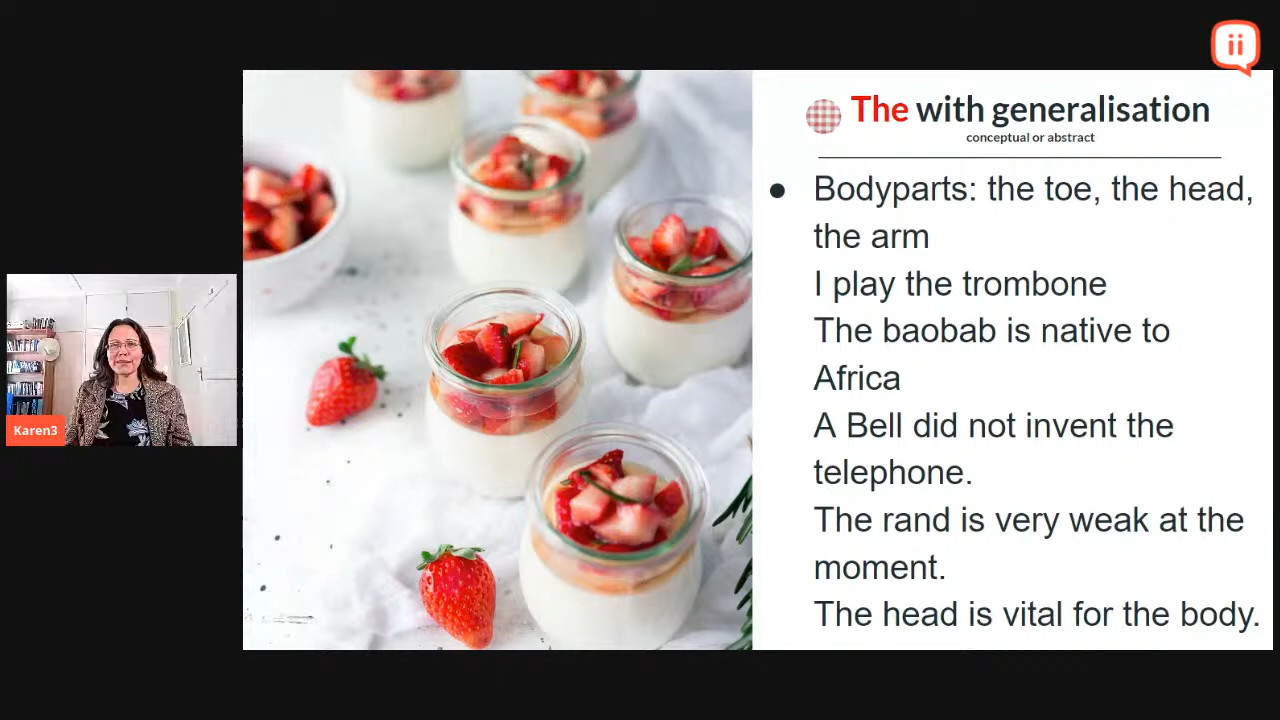 The with generalisation
conceptual or abstract
● Bodyparts: the toe, the head,
the arm
I play the trombone
The baobab is native to
Africa
A Bell did not invent the
telephone.
The rand is very weak at the
moment.
The head is vital for the body.
Karen3